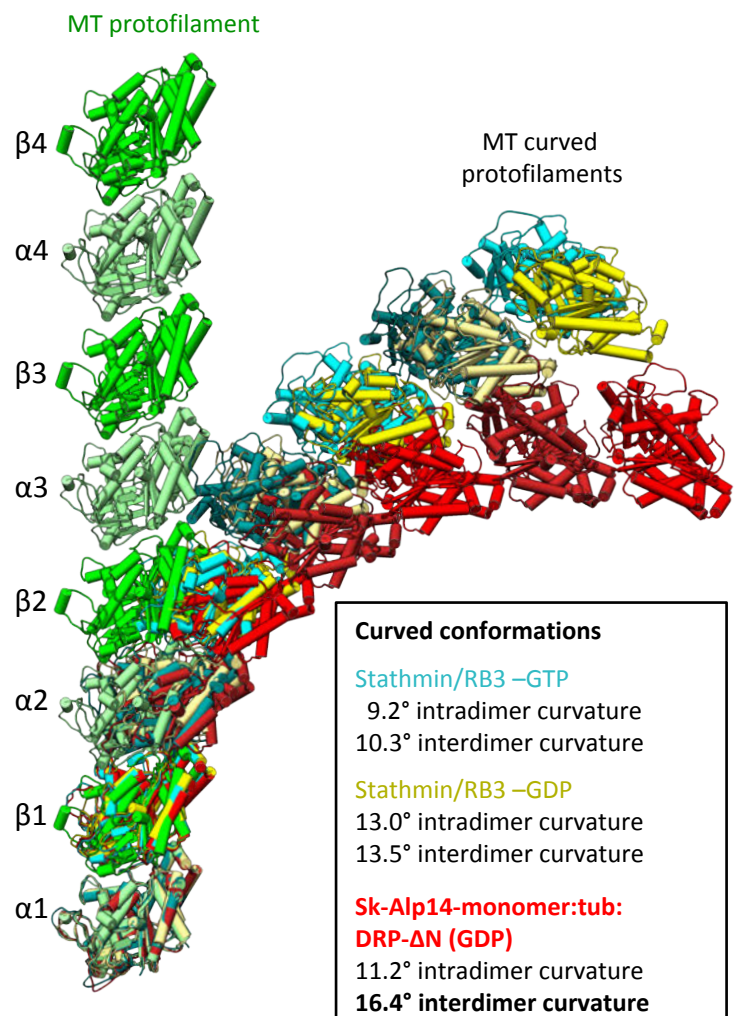 MT protofilament
MT curved
protofilaments
β4
α4
β3
α3
β2
α2
β1
α1
Curved conformations
Stathmin/RB3 –GTP
9.2° intradimer curvature
10.3° interdimer curvature
Stathmin/RB3 –GDP
13.0° intradimer curvature
13.5° interdimer curvature
Sk-Alp14-monomer:tub:
DRP-ΔN (GDP)
11.2° intradimer curvature
16.4° interdimer curvature